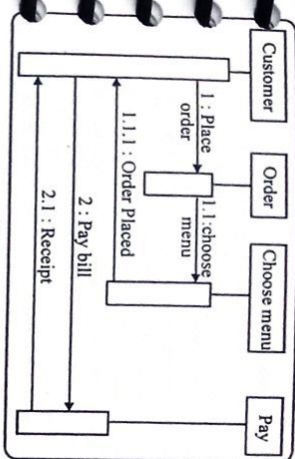 Customer
Order
Choose menu
Pay
1 : Place
order
1.1:choose
menu
1.1.1 : Order Placed
2 : Pay bill
2.1 : Receipt